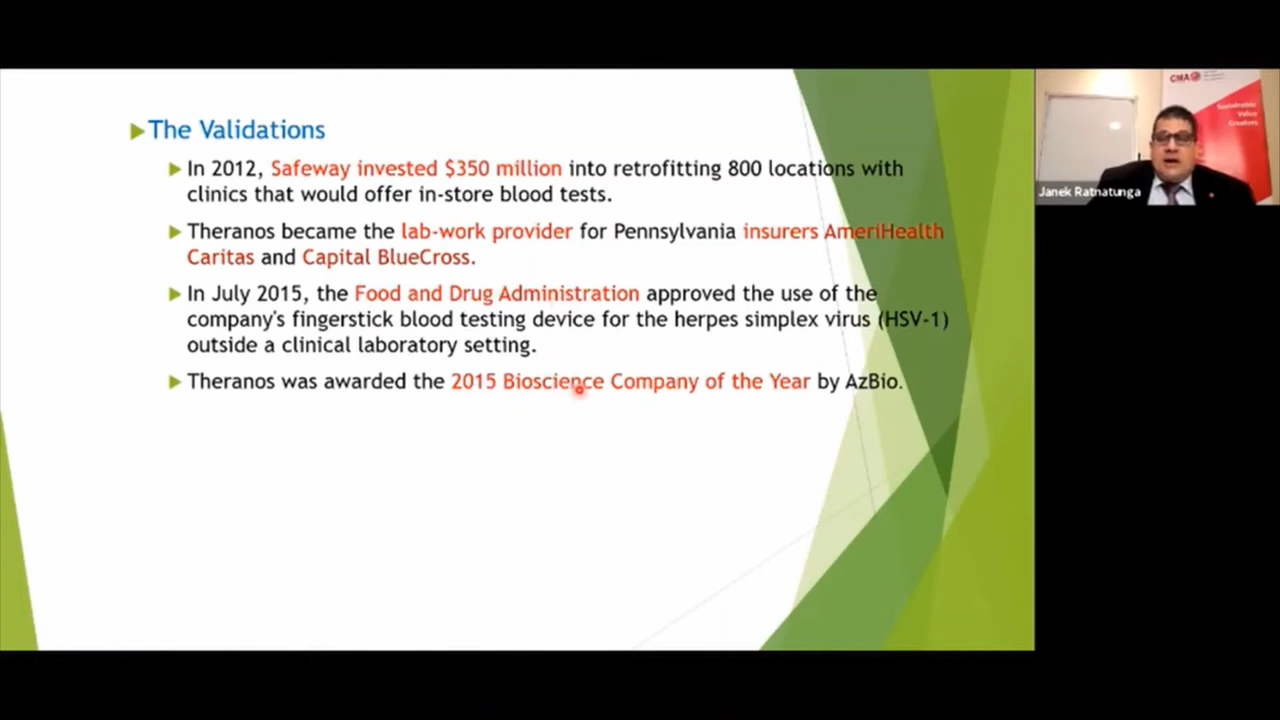 The Validations
In 2012, Safeway invested $350 million into retrofitting 800 locations with
clinics that would offer in-store blood tests.
Theranos became the lab-work provider for Pennsylvania insurers AmeriHealth
Caritas and Capital BlueCross.
In July 2015, the Food and Drug Administration approved the use of the
company's fingerstick blood testing device for the herpes simplex virus (HSV-1)
outside a clinical laboratory setting.
Theranos was awarded the 2015 Bioscience Company of the Year by AzBio.
CMA
Sustainable
Value
Creators
Janek Ratnatunga